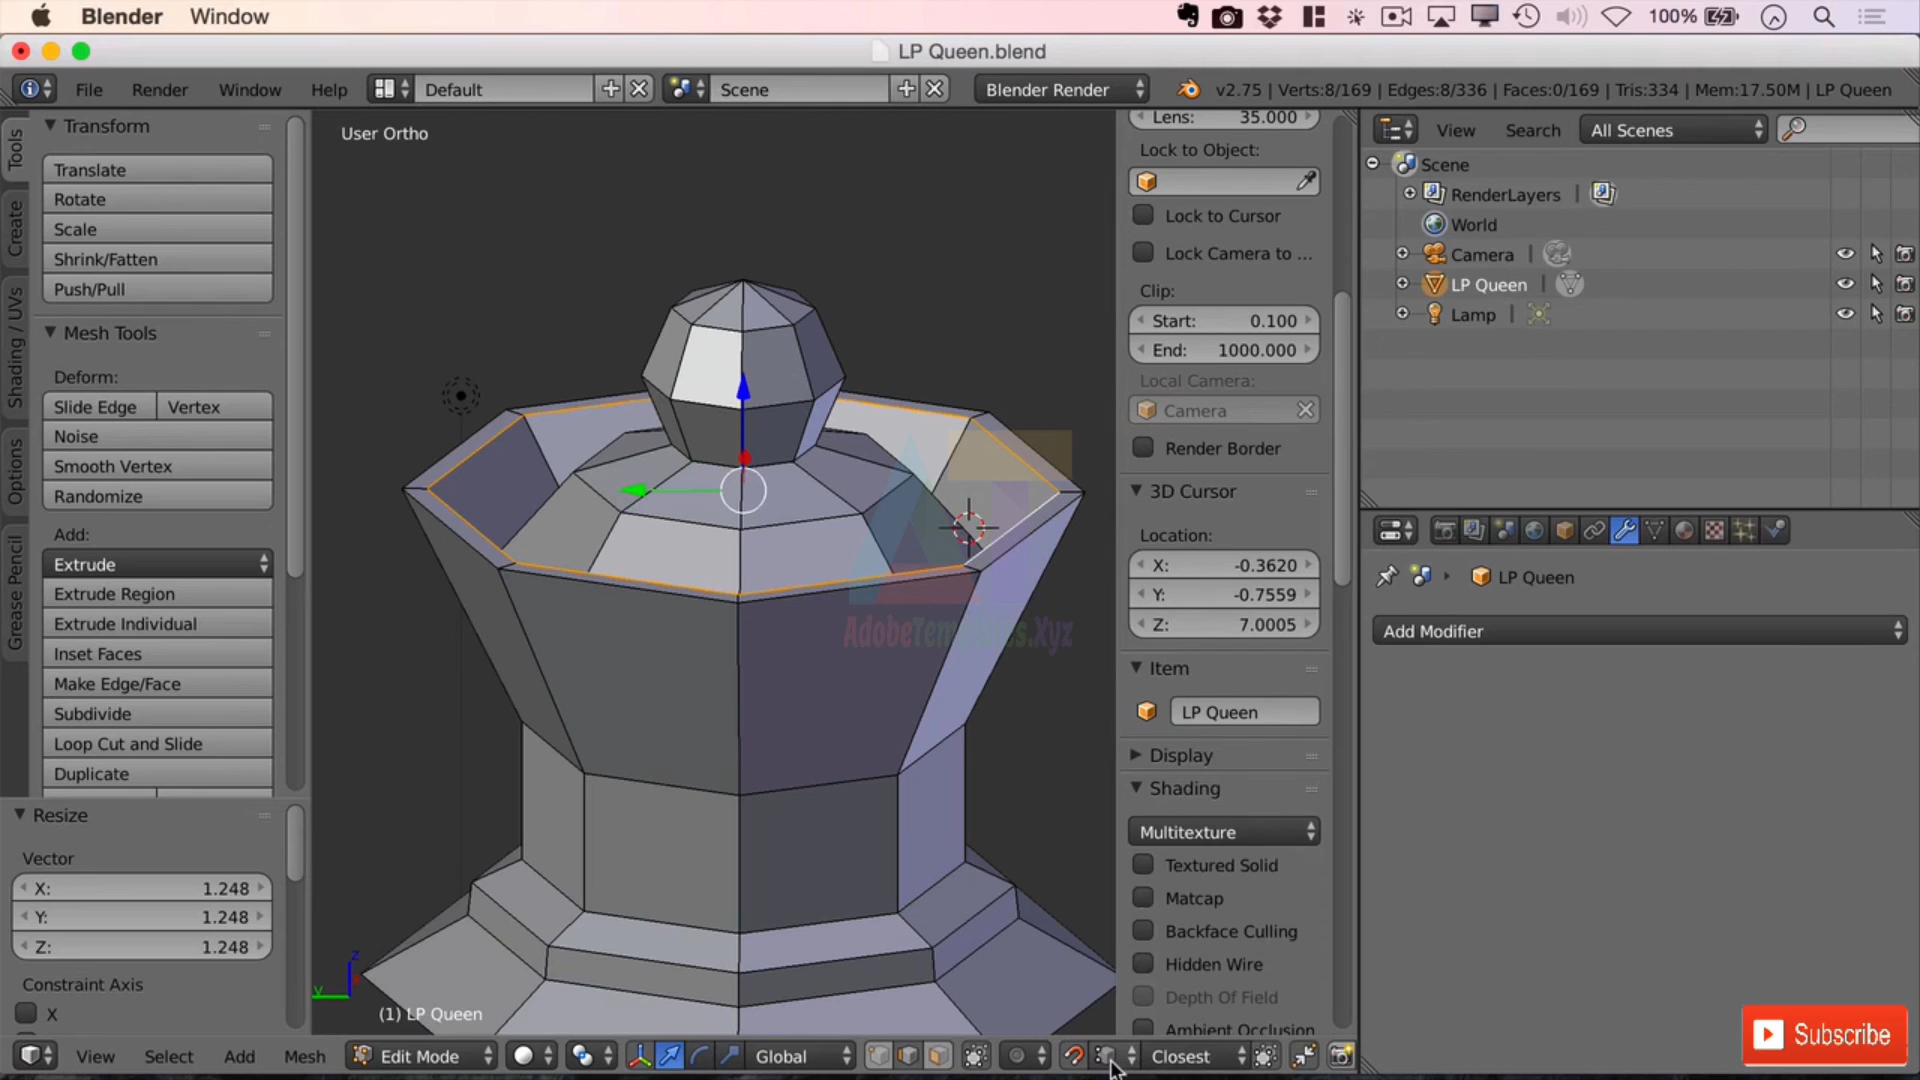 Blender Window 100%
LP Queen.blend
File Render Window Help Default Scene Blender Render v2.75 | Verts:8/169 | Edges:8/336 | Faces:0/169 | Tris:334 | Mem:17.50M | LP Queen
Tools
Create
Shading / UVs
Options
Grease Pencil
Transform
Translate
Rotate
Scale
Shrink/Fatten
Push/Pull
Mesh Tools
Deform:
Slide Edge Vertex
Noise
Smooth Vertex
Randomize
Add:
Extrude
Extrude Region
Extrude Individual
Inset Faces
Make Edge/Face
Subdivide
Loop Cut and Slide
Duplicate
Resize
Vector
X: 1.248
Y: 1.248
Z: 1.248
Constraint Axis
X
User Ortho
AdobeTemplates.Xyz
z
y
(1) LP Queen
Lens: 35.000
Lock to Object:
Lock to Cursor
Lock Camera to ...
Clip:
Start: 0.100
End: 1000.000
Local Camera:
Camera
Render Border
3D Cursor
Location:
X: -0.3620
Y: -0.7559
Z: 7.0005
Item
LP Queen
Display
Shading
Multitexture
Textured Solid
Matcap
Backface Culling
Hidden Wire
Depth Of Field
Ambient Occlusion
View Search All Scenes
Scene
RenderLayers
World
Camera
LP Queen
Lamp
LP Queen
Add Modifier
Subscribe
View Select Add Mesh Edit Mode Global Closest